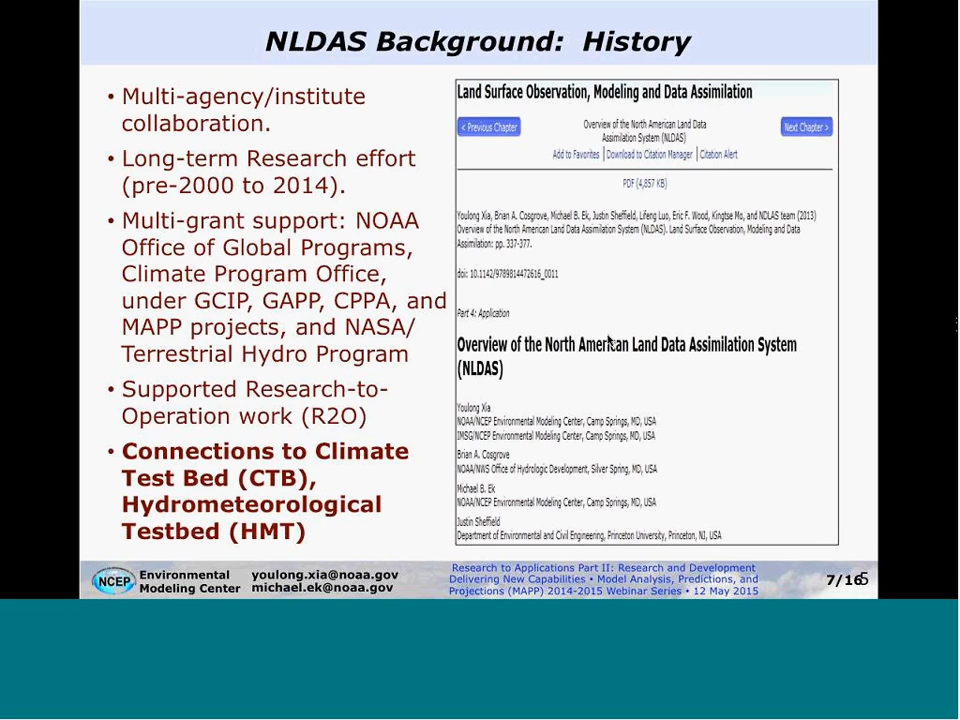 NLDAS Background: History
• Multi-agency/institute
collaboration.
• Long-term Research effort
(pre-2000 to 2014).
• Multi-grant support: NOAA
Office of Global Programs,
Climate Program Office,
under GCIP, GAPP, CPPA, and
MAPP projects, and NASA/
Terrestrial Hydro Program
• Supported Research-to-
Operation work (R2O)
• Connections to Climate
Test Bed (CTB),
Hydrometeorological
Testbed (HMT)
Land Surface Observation, Modeling and Data Assimilation
< Previous Chapter
Overview of the North American Land Data
Assimilation System (NLDAS)
Next Chapter >
Add to Favorites | Download to Citation Manager | Citation Alert
PDF (4,857 KB)
Youlong Xia, Brian A. Cosgrove, Michael B. Ek, Justin Sheffield, Lifeng Luo, Eric F. Wood, Kingtse Mo, and NDLAS team (2013)
Overview of the North American Land Data Assimilation System (NLDAS). Land Surface Observation, Modeling and Data
Assimilation: pp. 337-377.
doi: 10.1142/9789814472616_0011
Part 4: Application
Overview of the North American Land Data Assimilation System
(NLDAS)
Youlong Xia
NOAA/NCEP Environmental Modeling Center, Camp Springs, MD, USA
IMSG/NCEP Environmental Modeling Center, Camp Springs, MD, USA
Brian A. Cosgrove
NOAA/NWS Office of Hydrologic Development, Silver Spring, MD, USA
Michael B. Ek
NOAA/NCEP Environmental Modeling Center, Camp Springs, MD, USA
Justin Sheffield
Department of Environmental and Civil Engineering, Princeton University, Princeton, NJ, USA
NCEP
Environmental
Modeling Center
youlong.xia@noaa.gov
michael.ek@noaa.gov
Research to Applications Part II: Research and Development
Delivering New Capabilities • Model Analysis, Predictions, and
Projections (MAPP) 2014-2015 Webinar Series • 12 May 2015
7/16